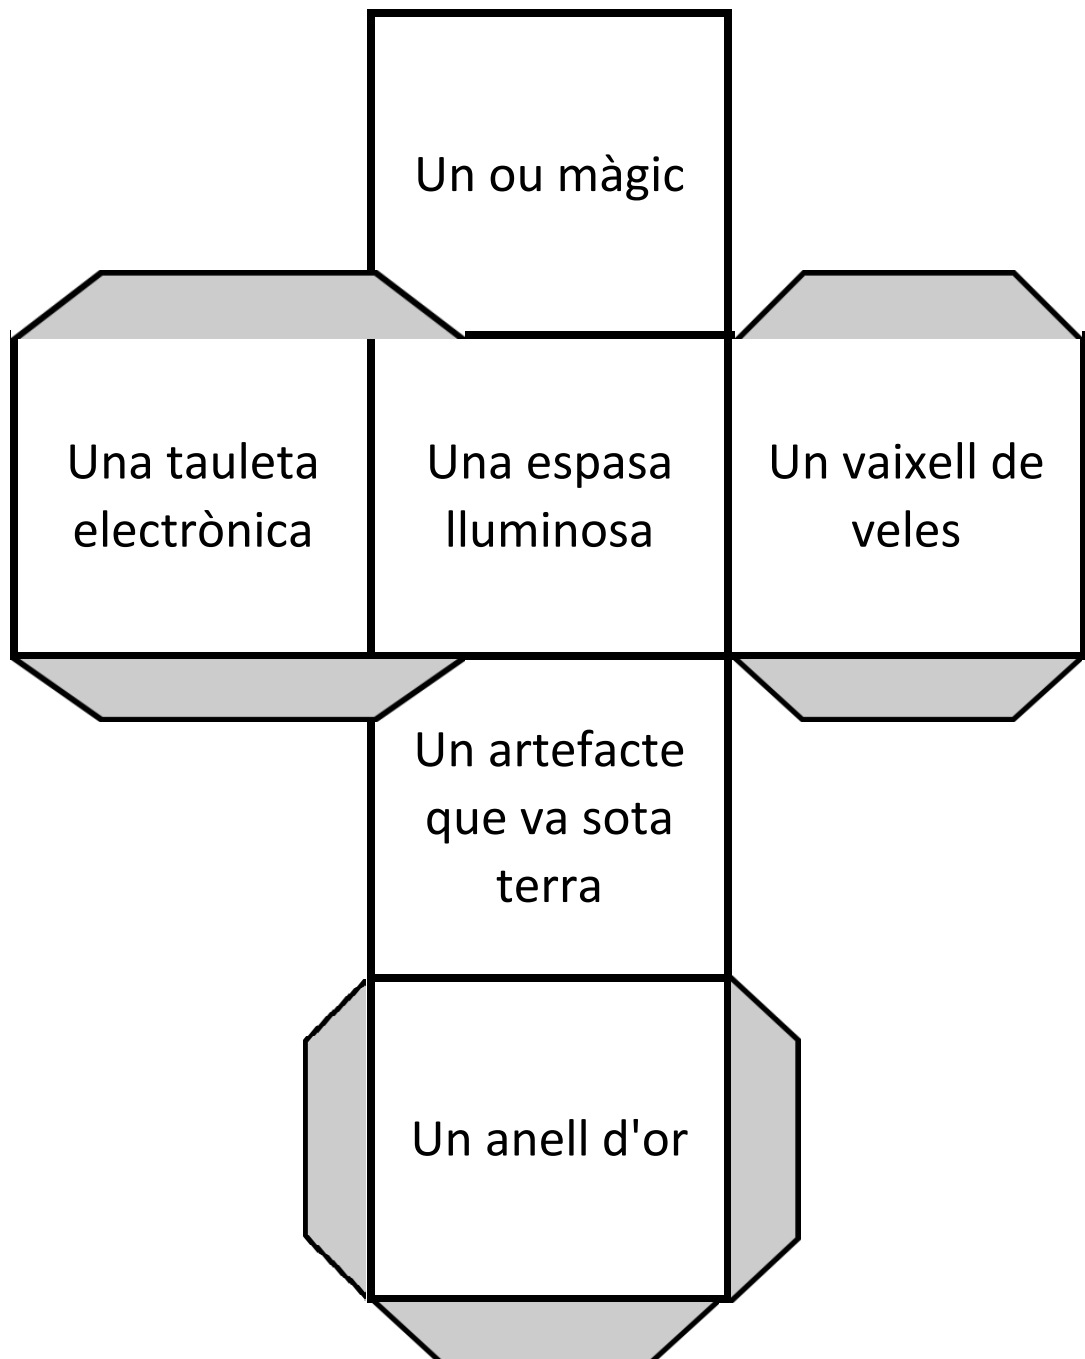 Un ou màgic
Una tauleta
electrònica
Una espasa
lluminosa
Un vaixell de
veles
Un artefacte
que va sota
terra
Un anell d'or